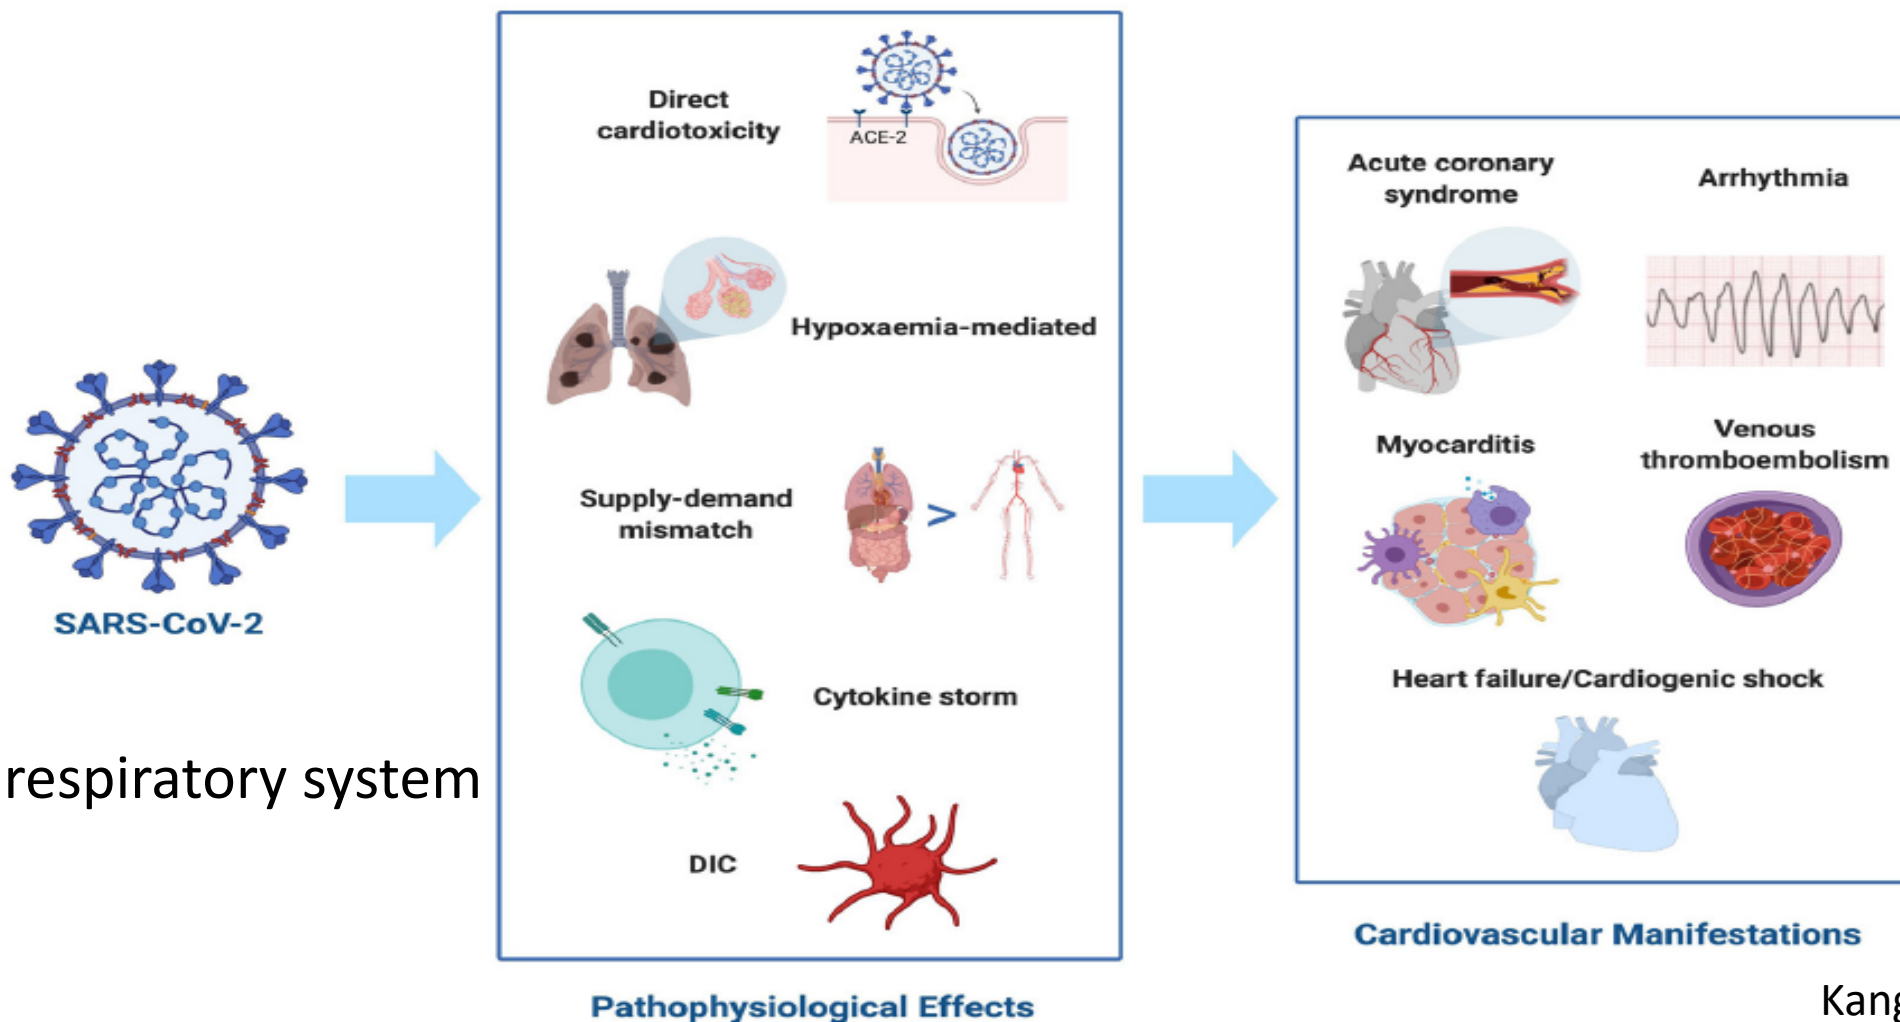 SARS-CoV-2
respiratory system
Direct
cardiotoxicity
ACE-2
Hypoxaemia-mediated
Supply-demand
mismatch
>
Cytokine storm
DIC
Pathophysiological Effects
Acute coronary
syndrome
Arrhythmia
Myocarditis
Venous
thromboembolism
Heart failure/Cardiogenic shock
Cardiovascular Manifestations
Kang